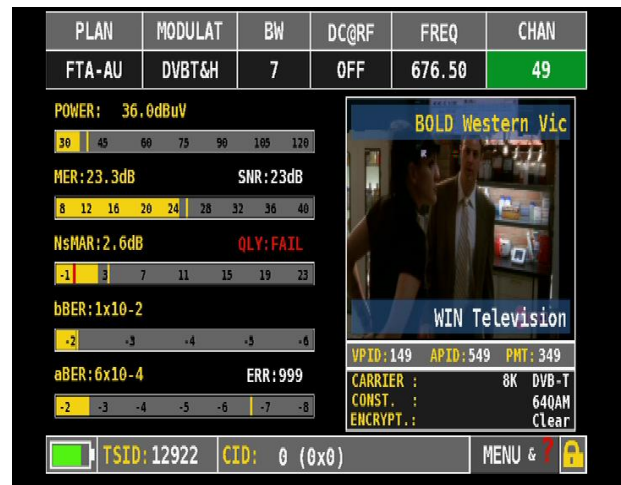 PLAN MODULAT BW DC@RF FREQ CHAN
FTA-AU DVBT&H 7 OFF 676.50 49
POWER: 36.0dBuV
30 45 60 75 90 105 120
MER:23.3dB SNR:23dB
8 12 16 20 24 28 32 36 40
NsMAR:2.6dB QLY:FAIL
-1 3 7 11 15 19 23
bBER:1x10-2
-2 -3 -4 -5 -6
aBER:6x10-4 ERR:999
-2 -3 -4 -5 -6 -7 -8
BOLD Western Vic
WIN Television
VPID:149 APID:549 PMT:349
CARRIER : 8K DVB-T
CONST. : 64QAM
ENCRYPT.: Clear
TSID:12922 CID: 0 (0x0) MENU & ?